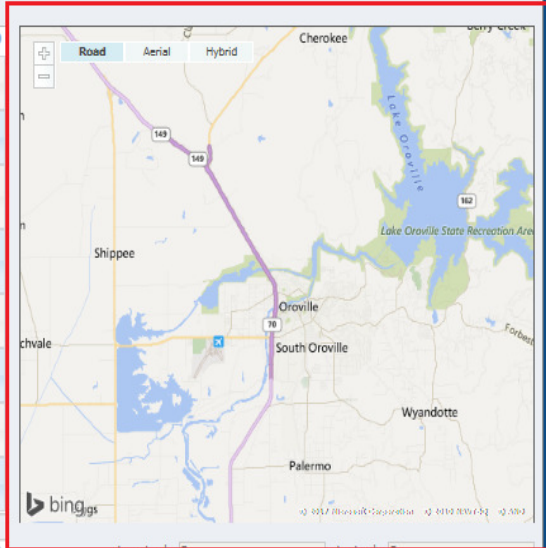 Cherokee
Berry Creek
+
Road Aerial Hybrid
−
149
149
Lake Oroville
162
Lake Oroville State Recreation Area
Shippee
Oroville
70
chvale
South Oroville
Forbest
Wyandotte
Palermo
bing